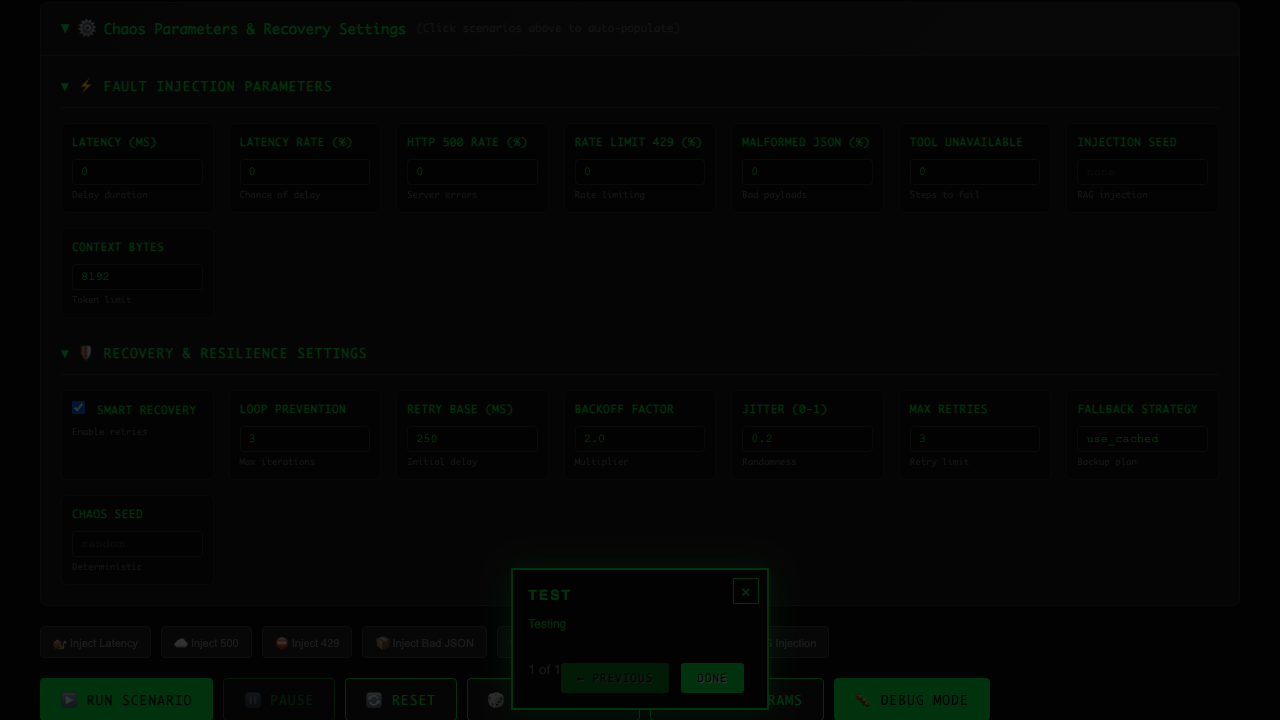 ▼ ⚙️ Chaos Parameters & Recovery Settings (Click scenarios above to auto-populate)
▼ ⚡ FAULT INJECTION PARAMETERS
LATENCY (MS) LATENCY RATE (%) HTTP 500 RATE (%) RATE LIMIT 429 (%) MALFORMED JSON (%) TOOL UNAVAILABLE INJECTION SEED
0 0 0 0 0 0 none
Delay duration Chance of delay Server errors Rate limiting Bad payloads Steps to fail RAG injection
CONTEXT BYTES
8192
Token limit
▼ 🛡️ RECOVERY & RESILIENCE SETTINGS
SMART RECOVERY LOOP PREVENTION RETRY BASE (MS) BACKOFF FACTOR JITTER (0-1) MAX RETRIES FALLBACK STRATEGY
Enable retries 3 250 2.0 0.2 3 use_cached
Max iterations Initial delay Multiplier Randomness Retry limit Backup plan
CHAOS SEED
random
Deterministic
TEST ×
Testing
1 of 1 ← PREVIOUS DONE
Inject Latency Inject 500 Inject 429 Inject Bad JSON Injection
RUN SCENARIO PAUSE RESET RAMS DEBUG MODE